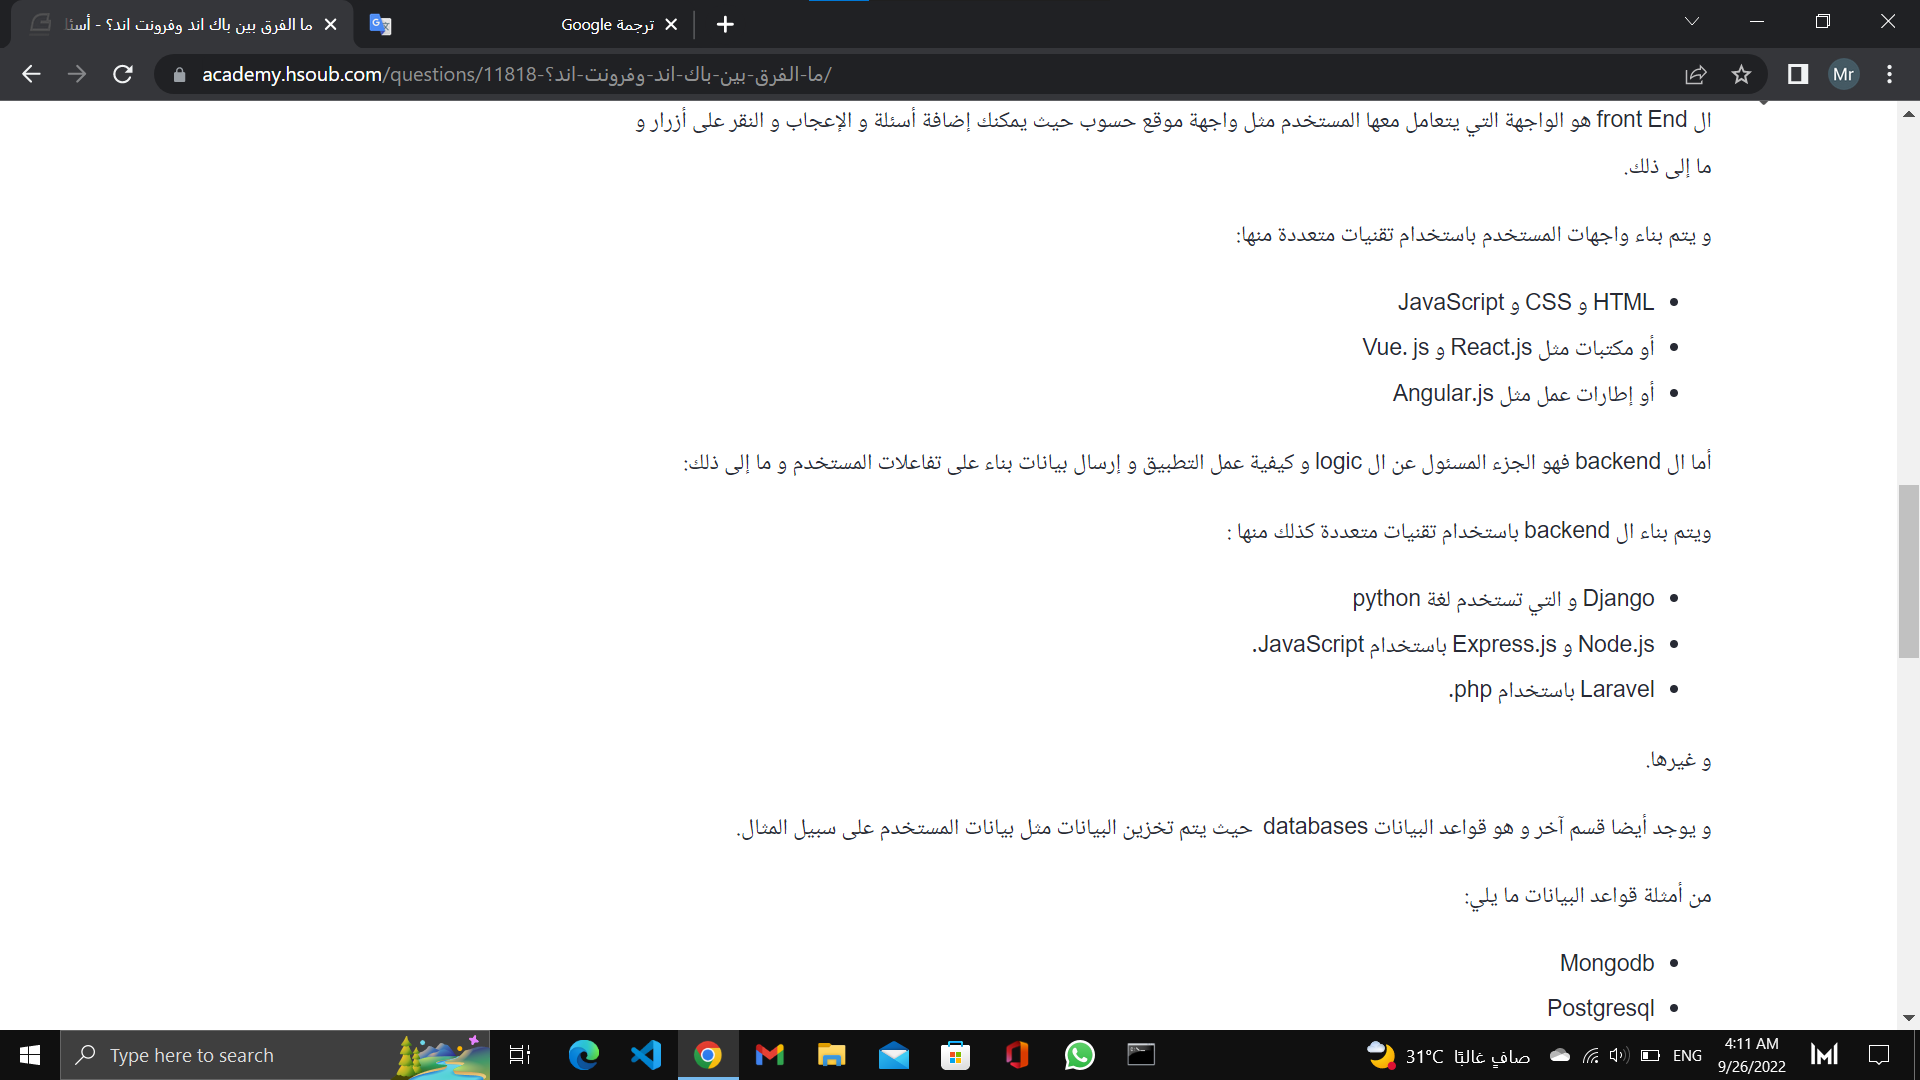 ما الفرق بين باك اند وفرونت اند؟ - أسئل
ترجمة Google
academy.hsoub.com/questions/11818-ما-الفرق-بين-باك-اند-وفرونت-اند؟/
Mr
ال front End هو الواجهة التي يتعامل معها المستخدم مثل واجهة موقع حسوب حيث يمكنك إضافة أسئلة و الإعجاب و النقر على أزرار و
ما إلى ذلك.
و يتم بناء واجهات المستخدم باستخدام تقنيات متعددة منها:
HTML و CSS و JavaScript
أو مكتبات مثل React.js و Vue. js
أو إطارات عمل مثل Angular.js
أما ال backend فهو الجزء المسئول عن ال logic و كيفية عمل التطبيق و إرسال بيانات بناء على تفاعلات المستخدم و ما إلى ذلك:
ويتم بناء ال backend باستخدام تقنيات متعددة كذلك منها :
Django و التي تستخدم لغة python
Node.js و Express.js باستخدام JavaScript.
Laravel باستخدام php.
و غيرها.
و يوجد أيضا قسم آخر و هو قواعد البيانات databases حيث يتم تخزين البيانات مثل بيانات المستخدم على سبيل المثال.
من أمثلة قواعد البيانات ما يلي:
Mongodb
Postgresql
Type here to search
31°C صافٍ غالبًا
ENG
4:11 AM
9/26/2022